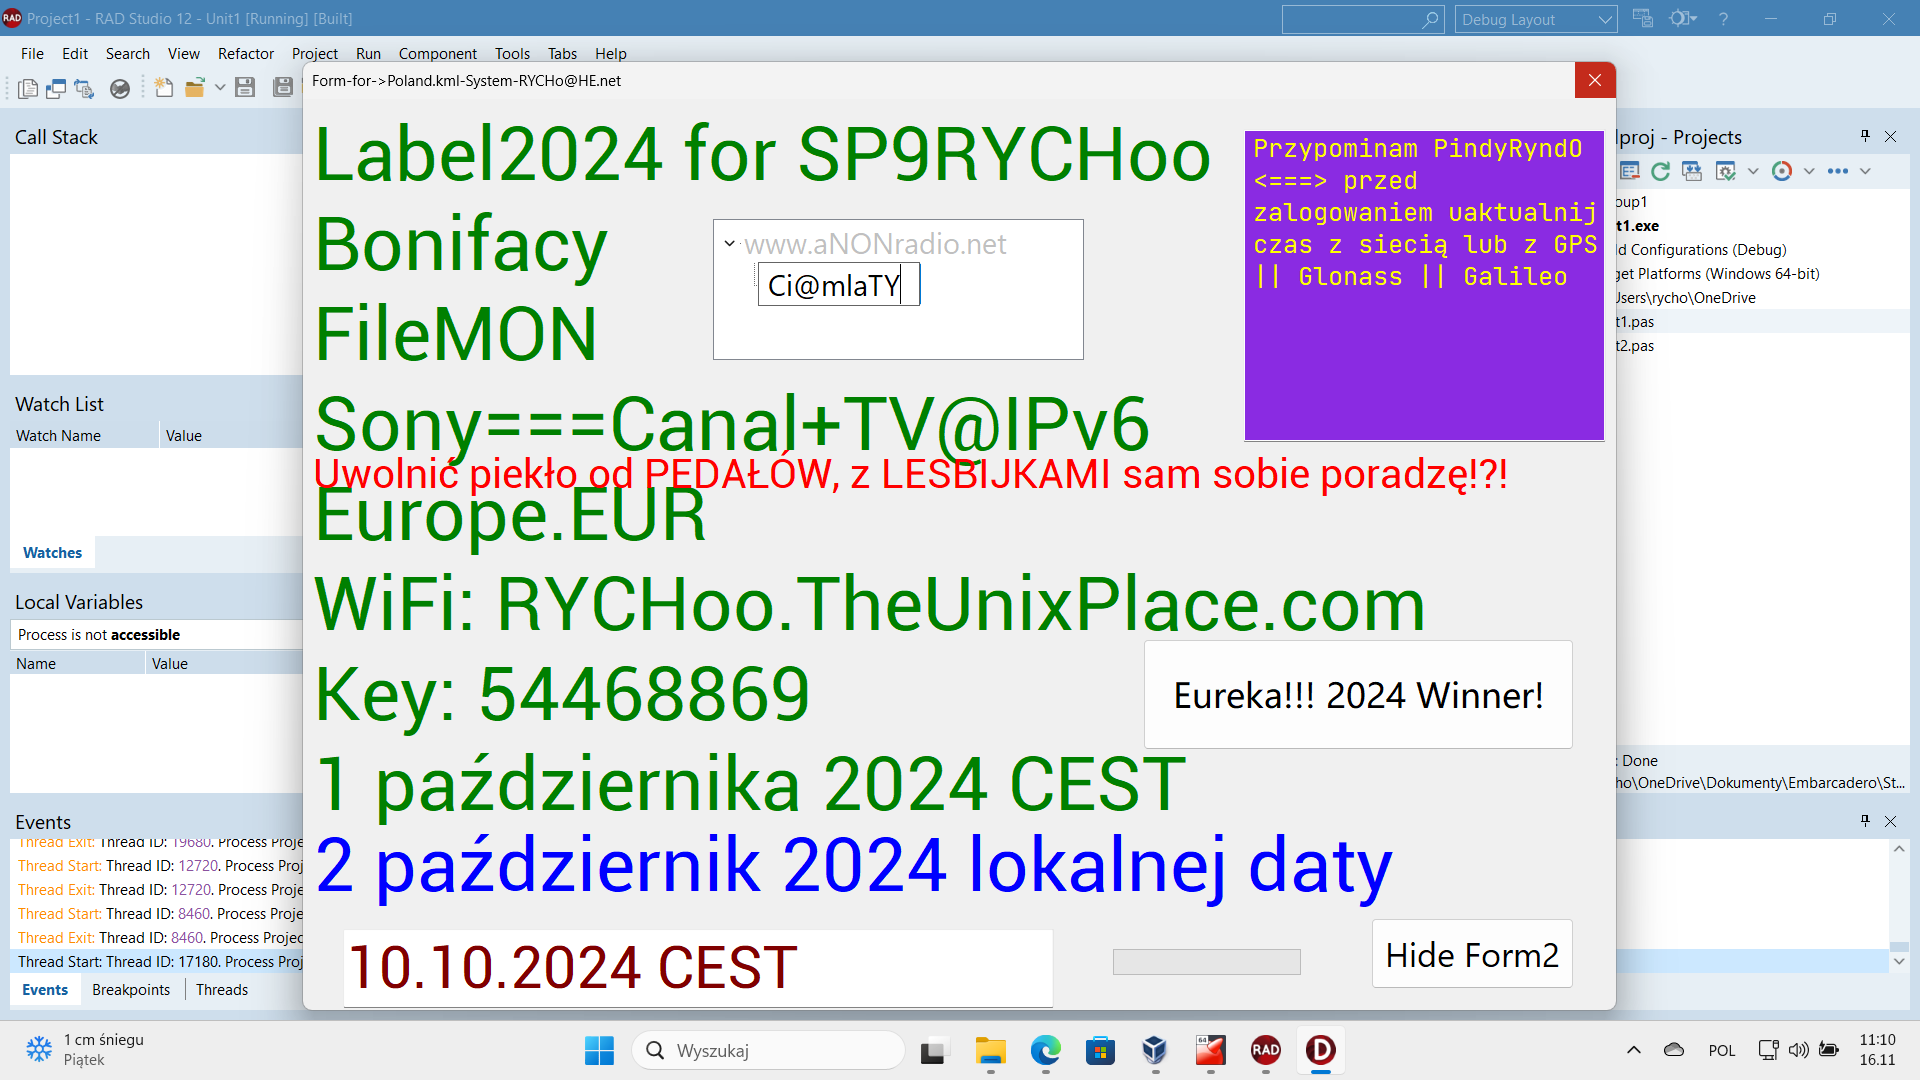 Project1 - RAD Studio 12 - Unit1 [Running] [Built]
Debug Layout
?
File Edit Search View Refactor Project Run Component Tools Tabs Help
Form-for->Poland.kml-System-RYCHo@HE.net
Call Stack
Label2024 for SP9RYCHoo
Bonifacy
FileMON
Sony===Canal+TV@IPv6
Uwolnić piekło od PEDAŁÓW, z LESBIJKAMI sam sobie poradzę!?!
Europe.EUR
WiFi: RYCHoo.TheUnixPlace.com
Key: 54468869
1 października 2024 CEST
2 październik 2024 lokalnej daty
10.10.2024 CEST
www.aNONradio.net
Ci@mlaTY
Przypominam PindyRyndO
<===> przed
zalogowaniem uaktualnij
czas z siecią lub z GPS
|| Glonass || Galileo
Eureka!!! 2024 Winner!
Hide Form2
Watch List
Watch Name Value
Watches
Local Variables
Process is not accessible
Name Value
Events
Thread Exit: Thread ID: 19680. Process Proje
Thread Start: Thread ID: 12720. Process Proj
Thread Exit: Thread ID: 12720. Process Proje
Thread Start: Thread ID: 8460. Process Proje
Thread Exit: Thread ID: 8460. Process Projec
Thread Start: Thread ID: 17180. Process Proj
Events Breakpoints Threads
lproj - Projects
oup1
t1.exe
ld Configurations (Debug)
get Platforms (Windows 64-bit)
Users\rycho\OneDrive
t1.pas
t2.pas
: Done
ho\OneDrive\Dokumenty\Embarcadero\St...
1 cm śniegu
Piątek
Wyszukaj
64
RAD
D
POL
11:10
16.11